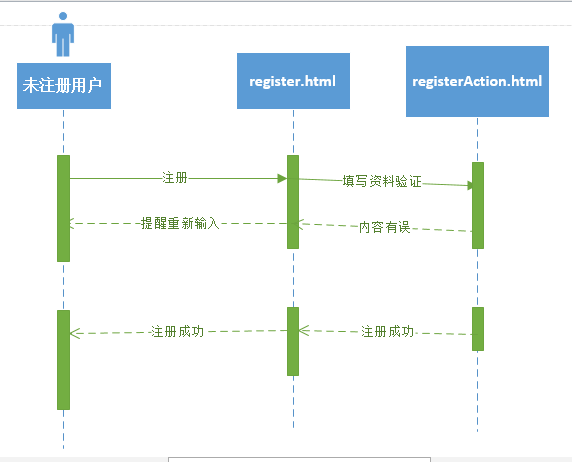 未注册用户
register.html
registerAction.html
注册
填写资料验证
提醒重新输入
内容有误
注册成功
注册成功